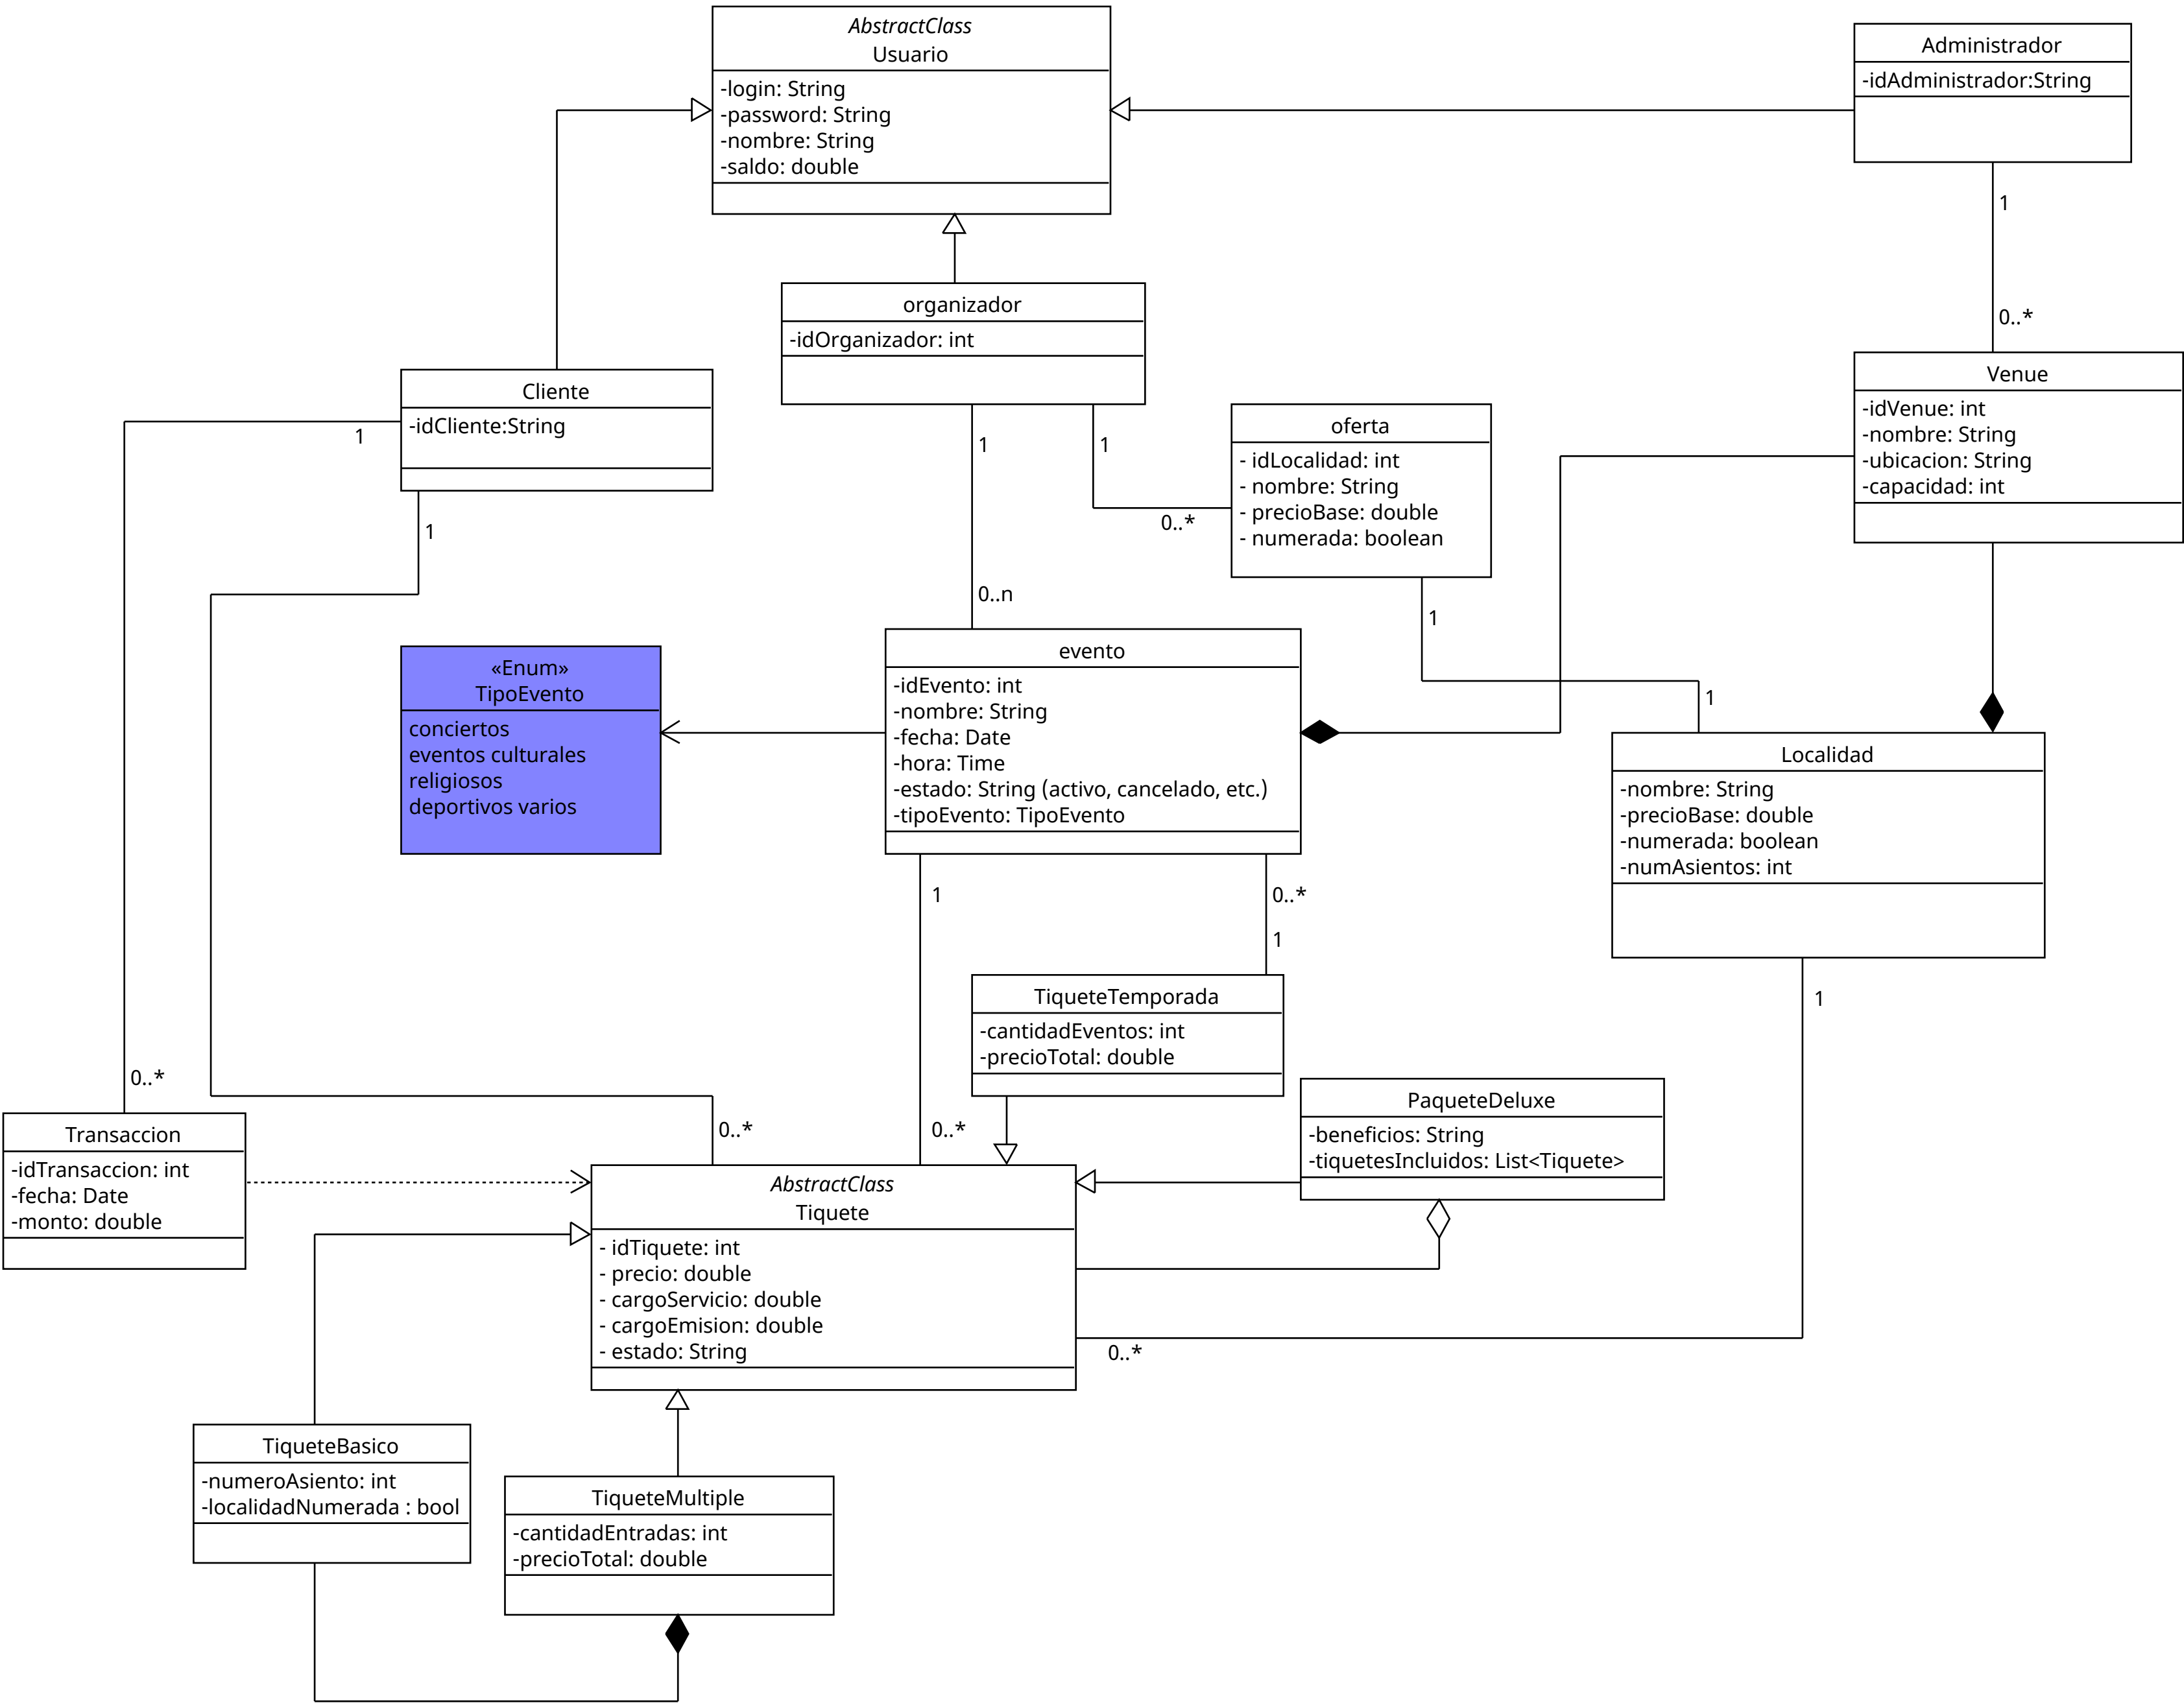 AbstractClass
Usuario
-login: String
-password: String
-nombre: String
-saldo: double
Administrador
-idAdministrador:String
1
0..*
organizador
-idOrganizador: int
Cliente
-idCliente:String
1
1
1
1
0..*
0..n
oferta
- idLocalidad: int
- nombre: String
- precioBase: double
- numerada: boolean
1
1
Venue
-idVenue: int
-nombre: String
-ubicacion: String
-capacidad: int
«Enum»
TipoEvento
conciertos
eventos culturales
religiosos
deportivos varios
evento
-idEvento: int
-nombre: String
-fecha: Date
-hora: Time
-estado: String (activo, cancelado, etc.)
-tipoEvento: TipoEvento
Localidad
-nombre: String
-precioBase: double
-numerada: boolean
-numAsientos: int
1
0..*
1
1
TiqueteTemporada
-cantidadEventos: int
-precioTotal: double
PaqueteDeluxe
-beneficios: String
-tiquetesIncluidos: List<Tiquete>
0..*
0..*
0..*
Transaccion
-idTransaccion: int
-fecha: Date
-monto: double
AbstractClass
Tiquete
- idTiquete: int
- precio: double
- cargoServicio: double
- cargoEmision: double
- estado: String
0..*
TiqueteBasico
-numeroAsiento: int
-localidadNumerada : bool
TiqueteMultiple
-cantidadEntradas: int
-precioTotal: double